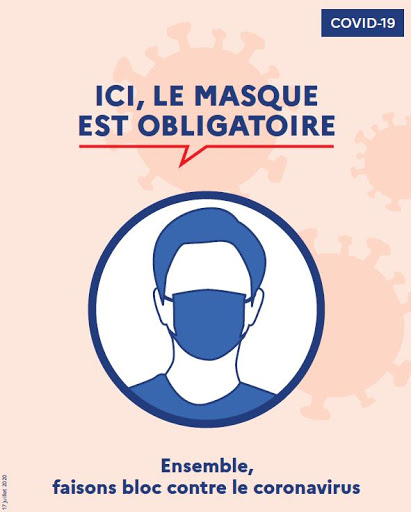 COVID-19
ICI, LE MASQUE
EST OBLIGATOIRE
Ensemble,
faisons bloc contre le coronavirus
17 juillet 2020